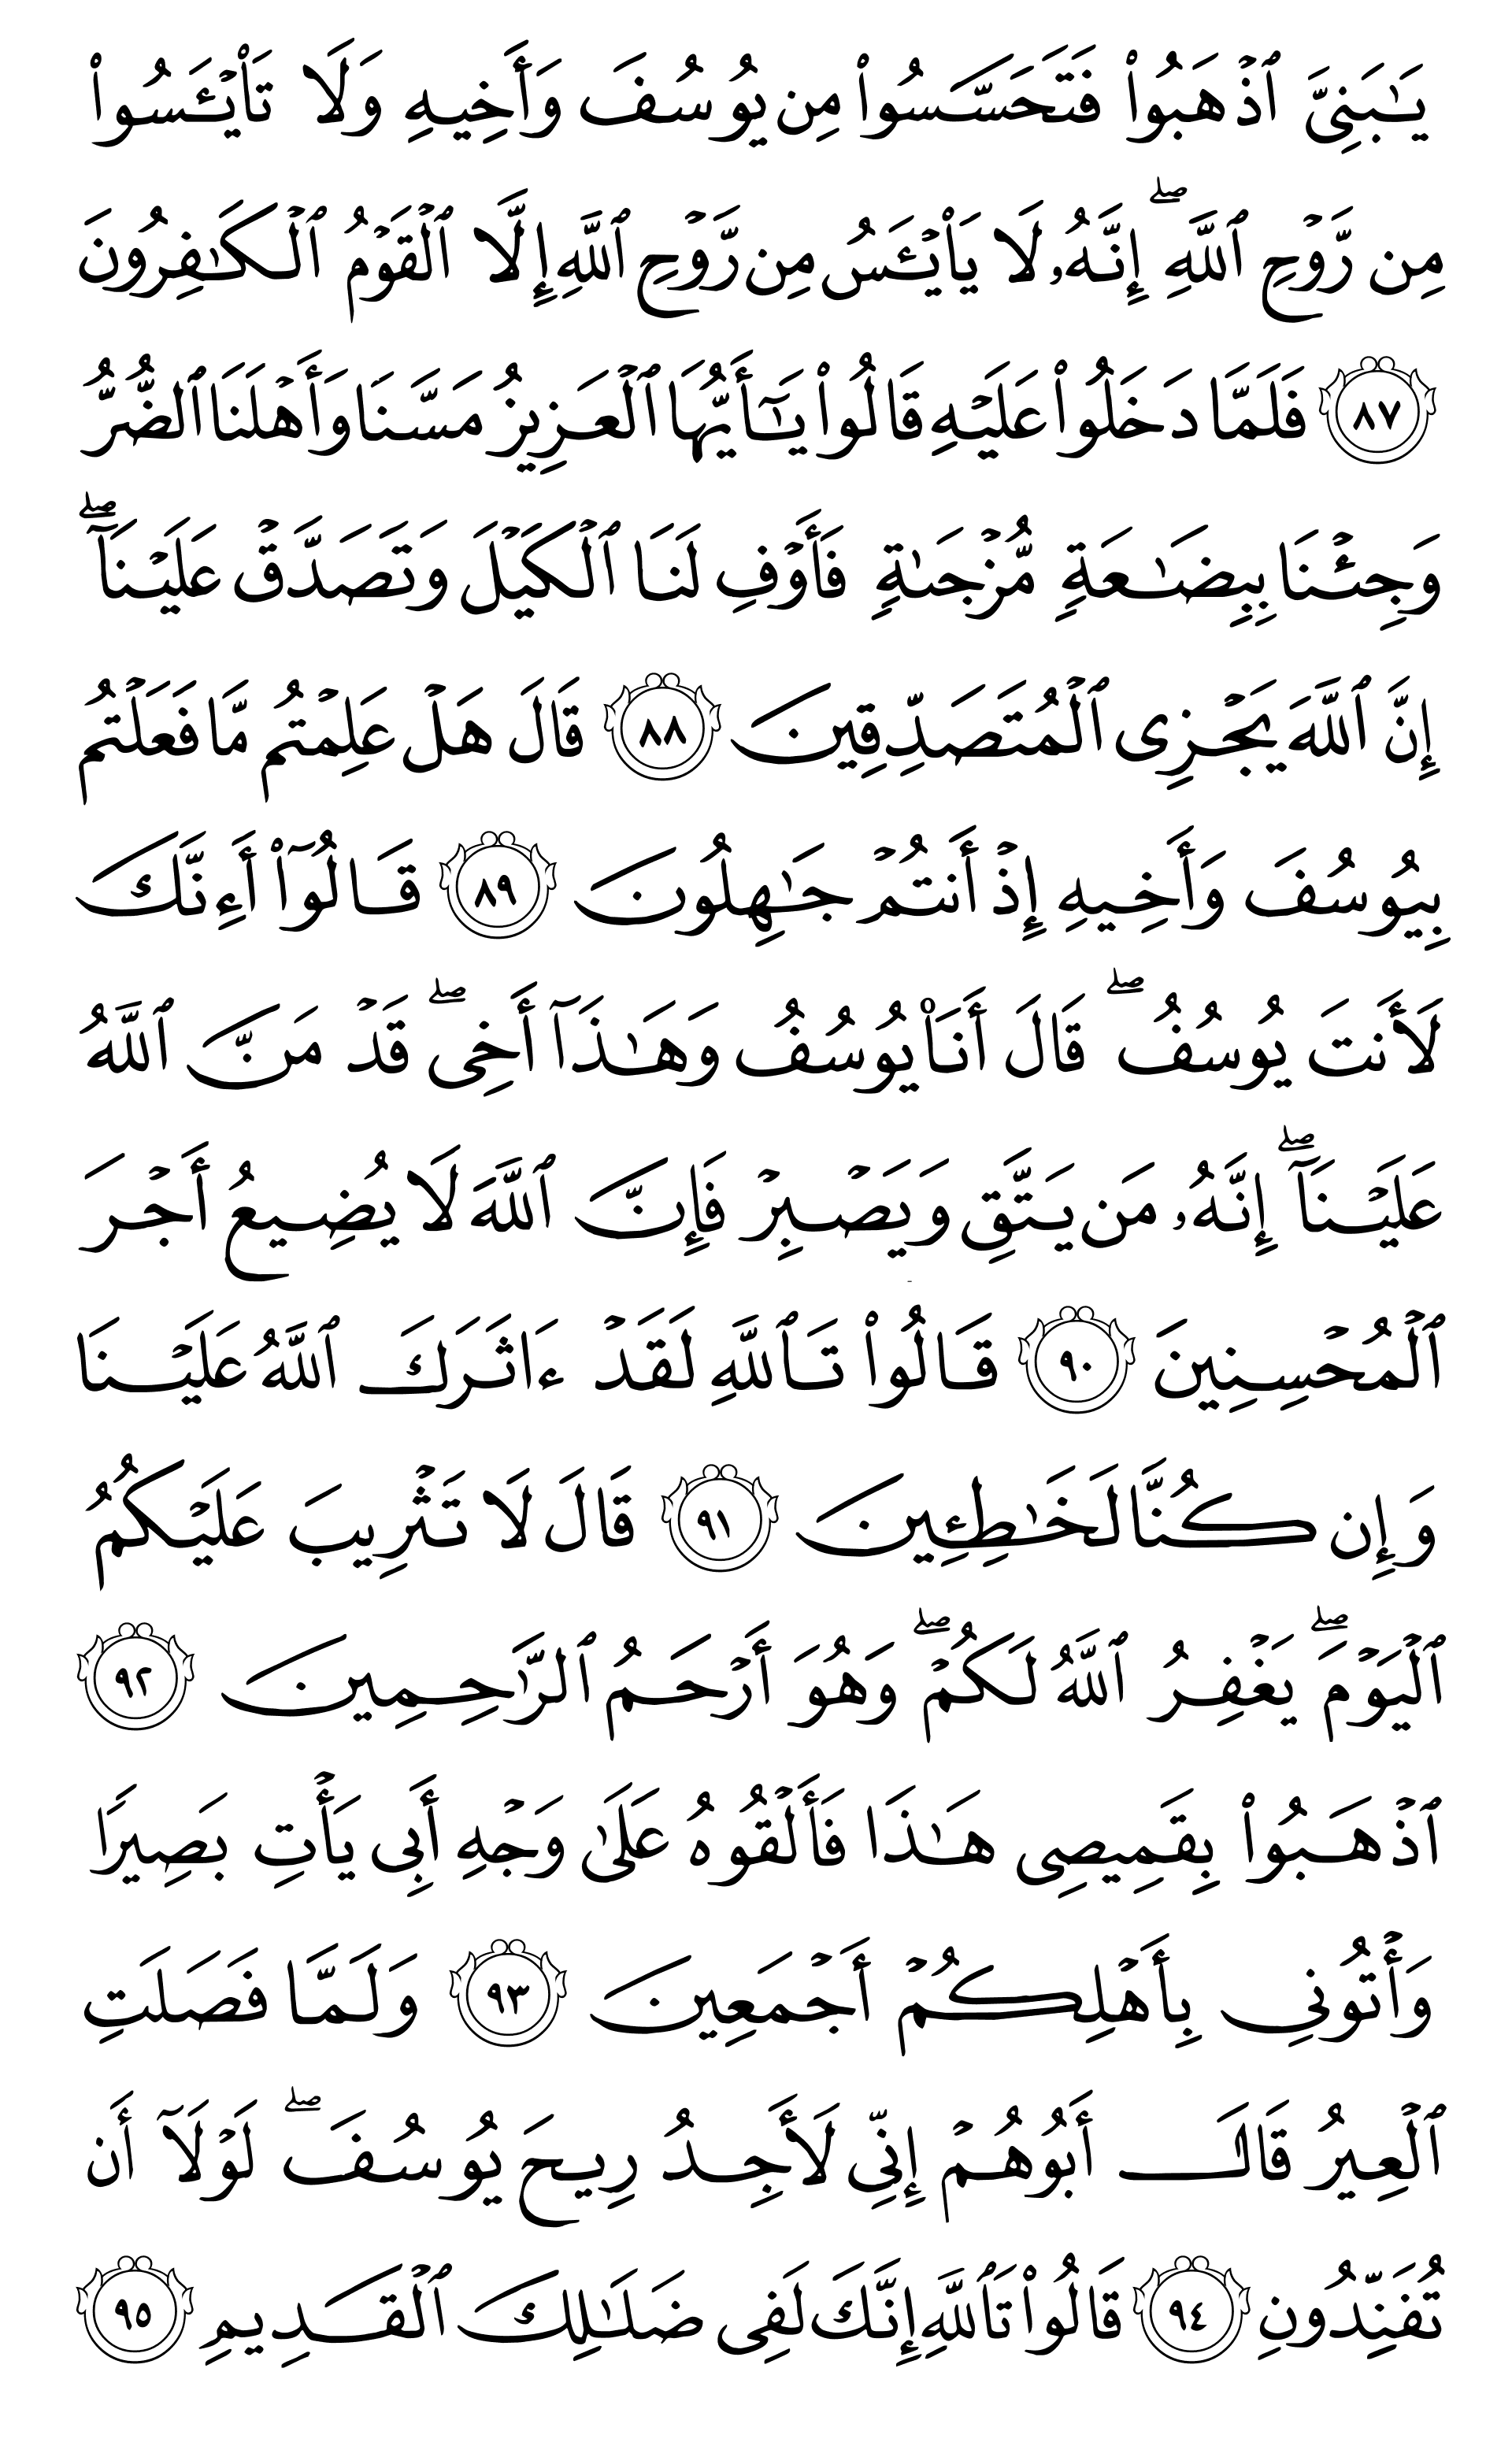 يَـٰبَنِىَّ ٱذْهَبُوا۟ فَتَحَسَّسُوا۟ مِن يُوسُفَ وَأَخِيهِ وَلَا تَا۟يْـَٔسُوا۟
مِن رَّوْحِ ٱللَّهِ ۖ إِنَّهُۥ لَا يَا۟يْـَٔسُ مِن رَّوْحِ ٱللَّهِ إِلَّا ٱلْقَوْمُ ٱلْكَـٰفِرُونَ
٨٧ فَلَمَّا دَخَلُوا۟ عَلَيْهِ قَالُوا۟ يَـٰٓأَيُّهَا ٱلْعَزِيزُ مَسَّنَا وَأَهْلَنَا ٱلضُّرُّ
وَجِئْنَا بِبِضَـٰعَةٍ مُّزْجَىٰةٍ فَأَوْفِ لَنَا ٱلْكَيْلَ وَتَصَدَّقْ عَلَيْنَآ ۖ
إِنَّ ٱللَّهَ يَجْزِى ٱلْمُتَصَدِّقِينَ ٨٨ قَالَ هَلْ عَلِمْتُم مَّا فَعَلْتُم
بِيُوسُفَ وَأَخِيهِ إِذْ أَنتُمْ جَـٰهِلُونَ ٨٩ قَالُوٓا۟ أَءِنَّكَ
لَأَنتَ يُوسُفُ ۖ قَالَ أَنَا۠ يُوسُفُ وَهَـٰذَآ أَخِى ۖ قَدْ مَنَّ ٱللَّهُ
عَلَيْنَآ ۖ إِنَّهُۥ مَن يَتَّقِ وَيَصْبِرْ فَإِنَّ ٱللَّهَ لَا يُضِيعُ أَجْرَ
ٱلْمُحْسِنِينَ ٩٠ قَالُوا۟ تَٱللَّهِ لَقَدْ ءَاثَرَكَ ٱللَّهُ عَلَيْنَا
وَإِن كُنَّا لَخَـٰطِـِٔينَ ٩١ قَالَ لَا تَثْرِيبَ عَلَيْكُمُ
ٱلْيَوْمَ ۖ يَغْفِرُ ٱللَّهُ لَكُمْ ۖ وَهُوَ أَرْحَمُ ٱلرَّٰحِمِينَ ٩٢
ٱذْهَبُوا۟ بِقَمِيصِى هَـٰذَا فَأَلْقُوهُ عَلَىٰ وَجْهِ أَبِى يَأْتِ بَصِيرًا
وَأْتُونِى بِأَهْلِكُمْ أَجْمَعِينَ ٩٣ وَلَمَّا فَصَلَتِ
ٱلْعِيرُ قَالَ أَبُوهُمْ إِنِّى لَأَجِدُ رِيحَ يُوسُفَ ۖ لَوْلَآ أَن
تُفَنِّدُونِ ٩٤ قَالُوا۟ تَٱللَّهِ إِنَّكَ لَفِى ضَلَـٰلِكَ ٱلْقَدِيمِ ٩٥